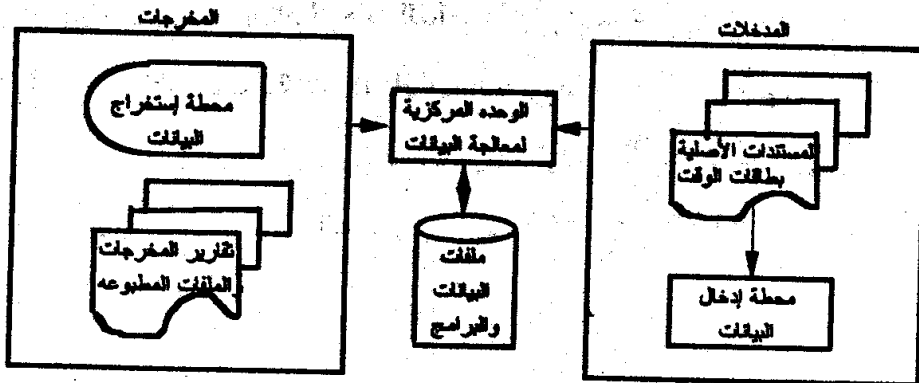 المدخلات
المستندات الأصلية
بطاقات الوقت
محطة إدخال
البيانات
الوحده المركزية
لمعالجة البيانات
ملفات
البيانات
والبرامج
المخرجات
محطة إستخراج
البيانات
تقارير المخرجات
الملفات المطبوعه